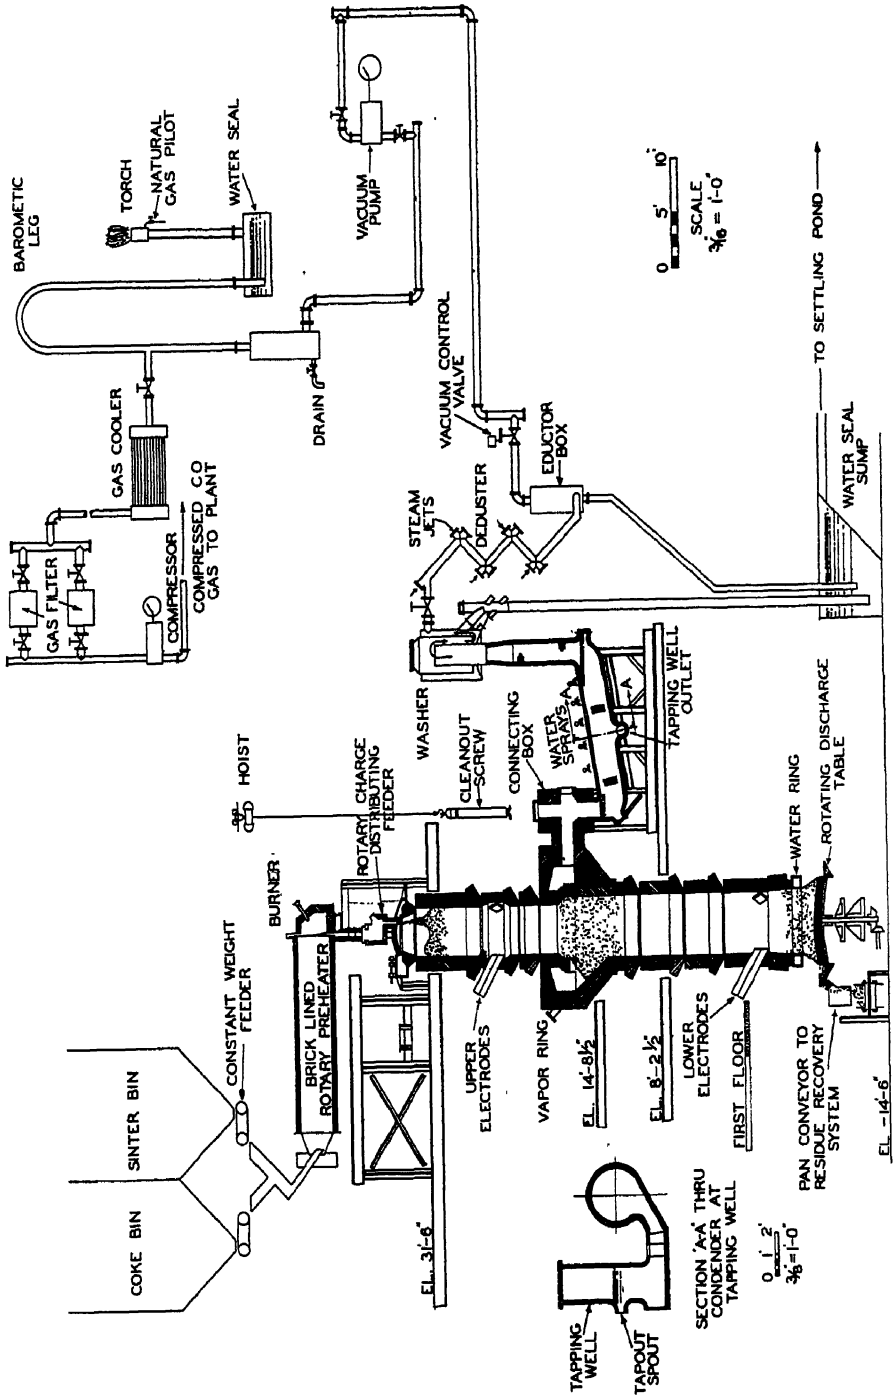 COKE BIN
SINTER BIN
CONSTANT WEIGHT
FEEDER
BURNER
BRICK LINED
ROTARY PREHEATER
HOIST
ROTARY CHARGE
DISTRIBUTING
FEEDER
CLEANOUT
SCREW
CONNECTING
BOX
EL. 31'-6"
UPPER
ELECTRODES
VAPOR RING
EL. 14'-8½"
EL. 8'-2½"
LOWER
ELECTRODES
FIRST FLOOR
PAN CONVEYOR TO
RESIDUE RECOVERY
SYSTEM
EL -14'-6"
WATER RING
ROTATING DISCHARGE
TABLE
TAPPING
WELL
TAPOUT
SPOUT
SECTION 'A-A' THRU
CONDENDER AT
TAPPING WELL
0 1' 2'
3/8"=1'-0"
GAS FILTER
COMPRESSOR
COMPRESSED CO
GAS TO PLANT
GAS COOLER
BAROMETIC
LEG
TORCH
NATURAL
GAS PILOT
WATER SEAL
DRAIN
VACUUM
PUMP
WASHER
STEAM
JETS
DEDUSTER
VACUUM CONTROL
VALVE
EDUCTOR
BOX
WATER
SPRAYS
A
A
TAPPING WELL
OUTLET
WATER SEAL
SUMP
TO SETTLING POND
0 5' 10'
SCALE
3/16"=1'-0"